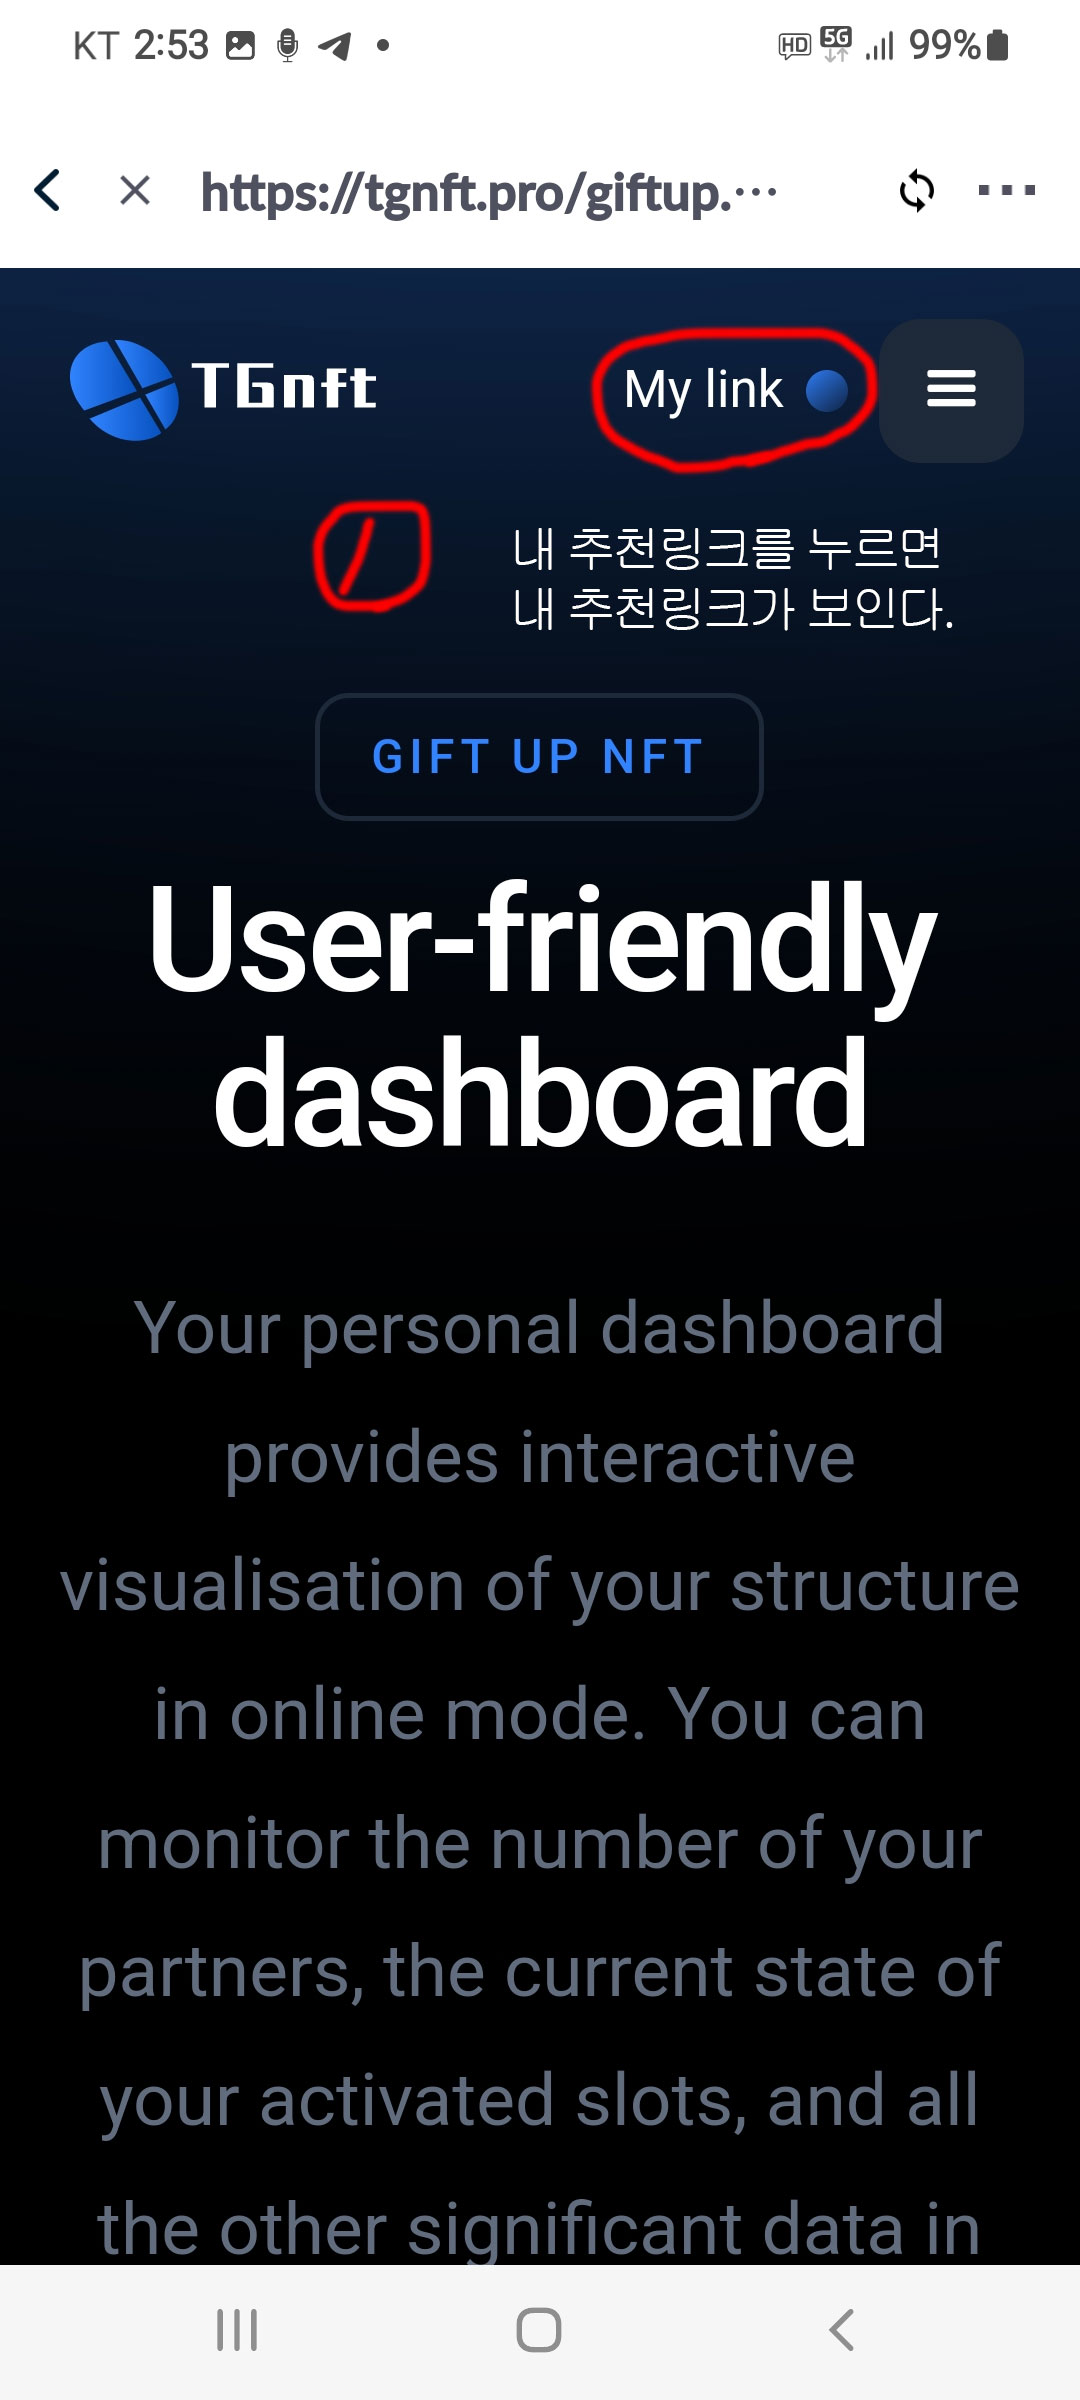 KT 2:53 HD 5G 99%
https://tgnft.pro/giftup.···
TGnft My link
1
내 추천링크를 누르면
내 추천링크가 보인다.
GIFT UP NFT
User-friendly
dashboard
Your personal dashboard
provides interactive
visualisation of your structure
in online mode. You can
monitor the number of your
partners, the current state of
your activated slots, and all
the other significant data in